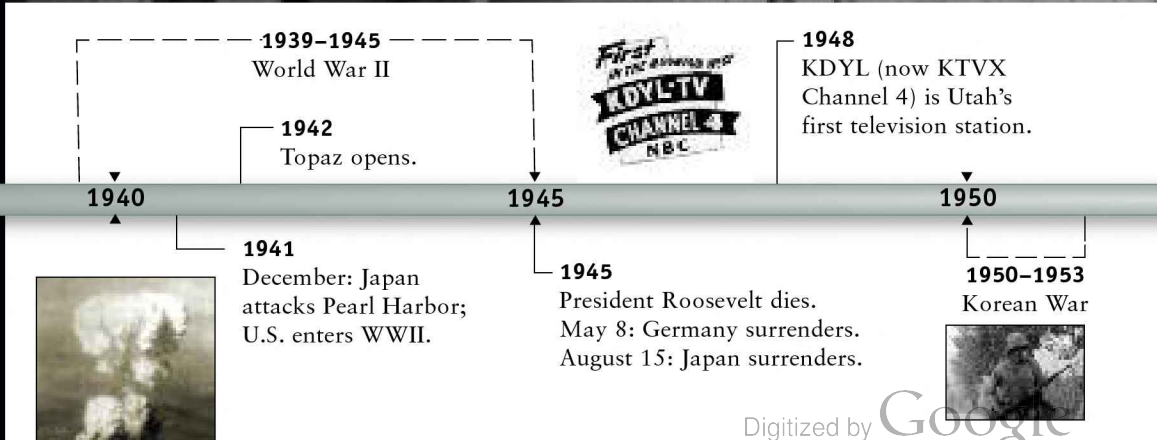 1939–1945
World War II
1942
Topaz opens.
First
IN THE
KDYL-TV
CHANNEL 4
NBC
1948
KDYL (now KTVX
Channel 4) is Utah's
first television station.
1940
1945
1950
1941
December: Japan
attacks Pearl Harbor;
U.S. enters WWII.
1945
President Roosevelt dies.
May 8: Germany surrenders.
August 15: Japan surrenders.
1950–1953
Korean War
Digitized by Google